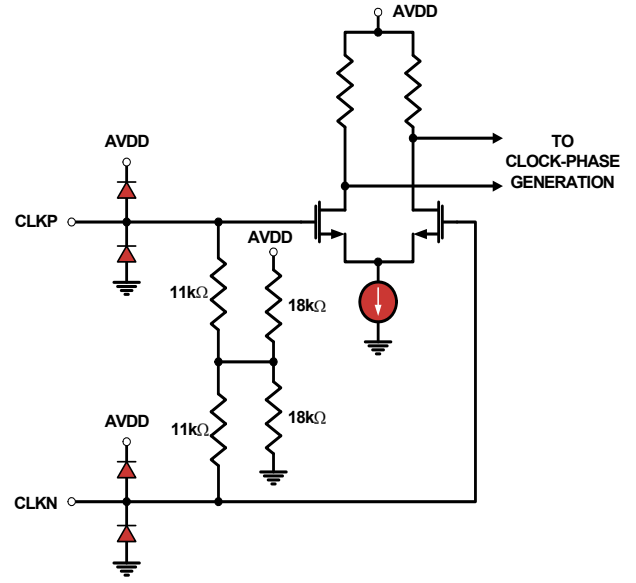 AVDD
TO
CLOCK-PHASE
GENERATION
AVDD
CLKP
AVDD
11kΩ
18kΩ
11kΩ
18kΩ
AVDD
CLKN